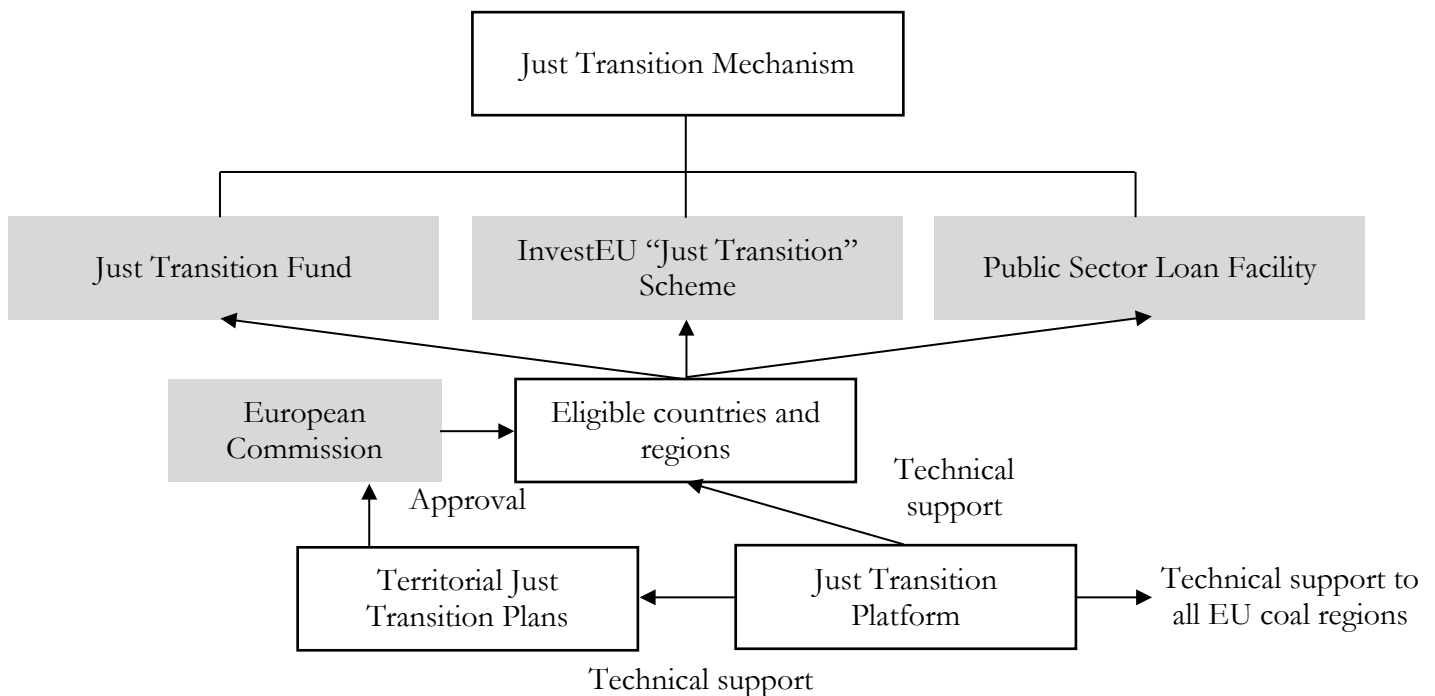 Just Transition Mechanism
Just Transition Fund
InvestEU “Just Transition”
Scheme
Public Sector Loan Facility
European
Commission
Eligible countries and
regions
Technical
support
Approval
Territorial Just
Transition Plans
Just Transition
Platform
Technical support to
all EU coal regions
Technical support